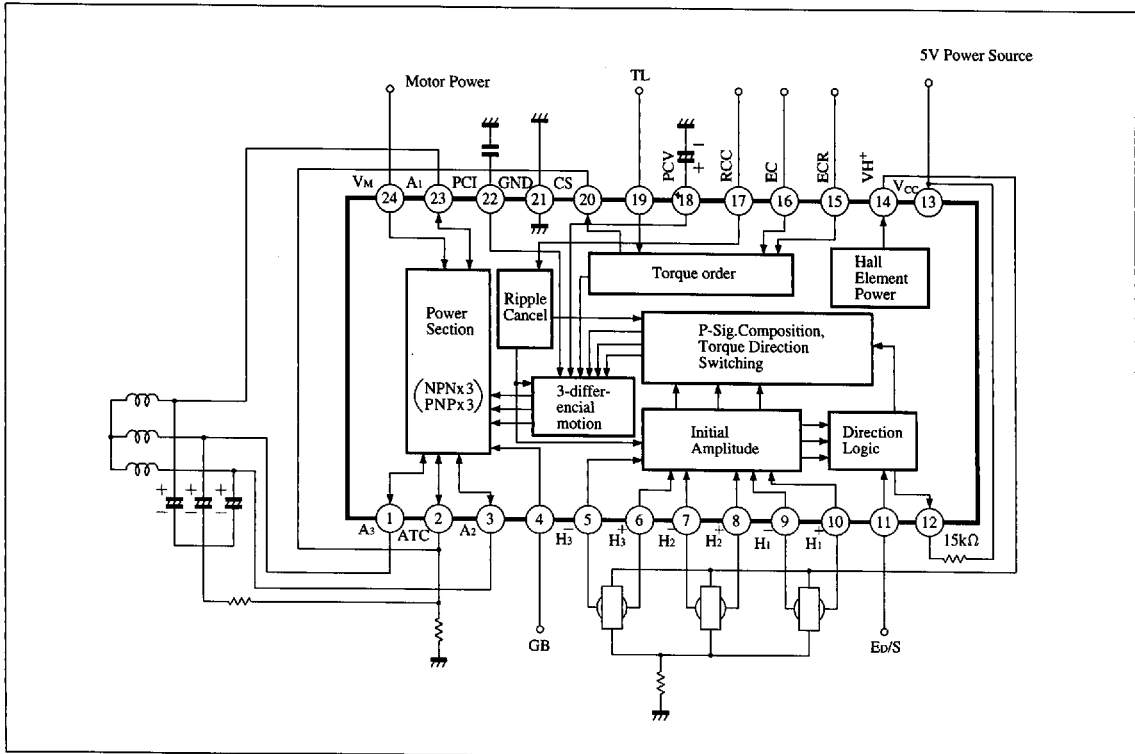 5V Power Source
Motor Power
TL
PCV
RCC
EC
ECR
VH+
VM
A1
PCI
GND
CS
VCC
+
−
24
23
22
21
20
19
18
17
16
15
14
13
Torque order
Hall
Element
Power
Ripple
Cancel
Power
Section
(NPNx3
PNPx3)
P-Sig.Composition,
Torque Direction
Switching
3-differ-
encial
motion
Initial
Amplitude
Direction
Logic
+
+
+
−
−
−
1
2
3
4
5
6
7
8
9
10
11
12
A3
ATC
A2
H3−
H3+
H2−
H2+
H1−
H1+
15kΩ
GB
ED/S